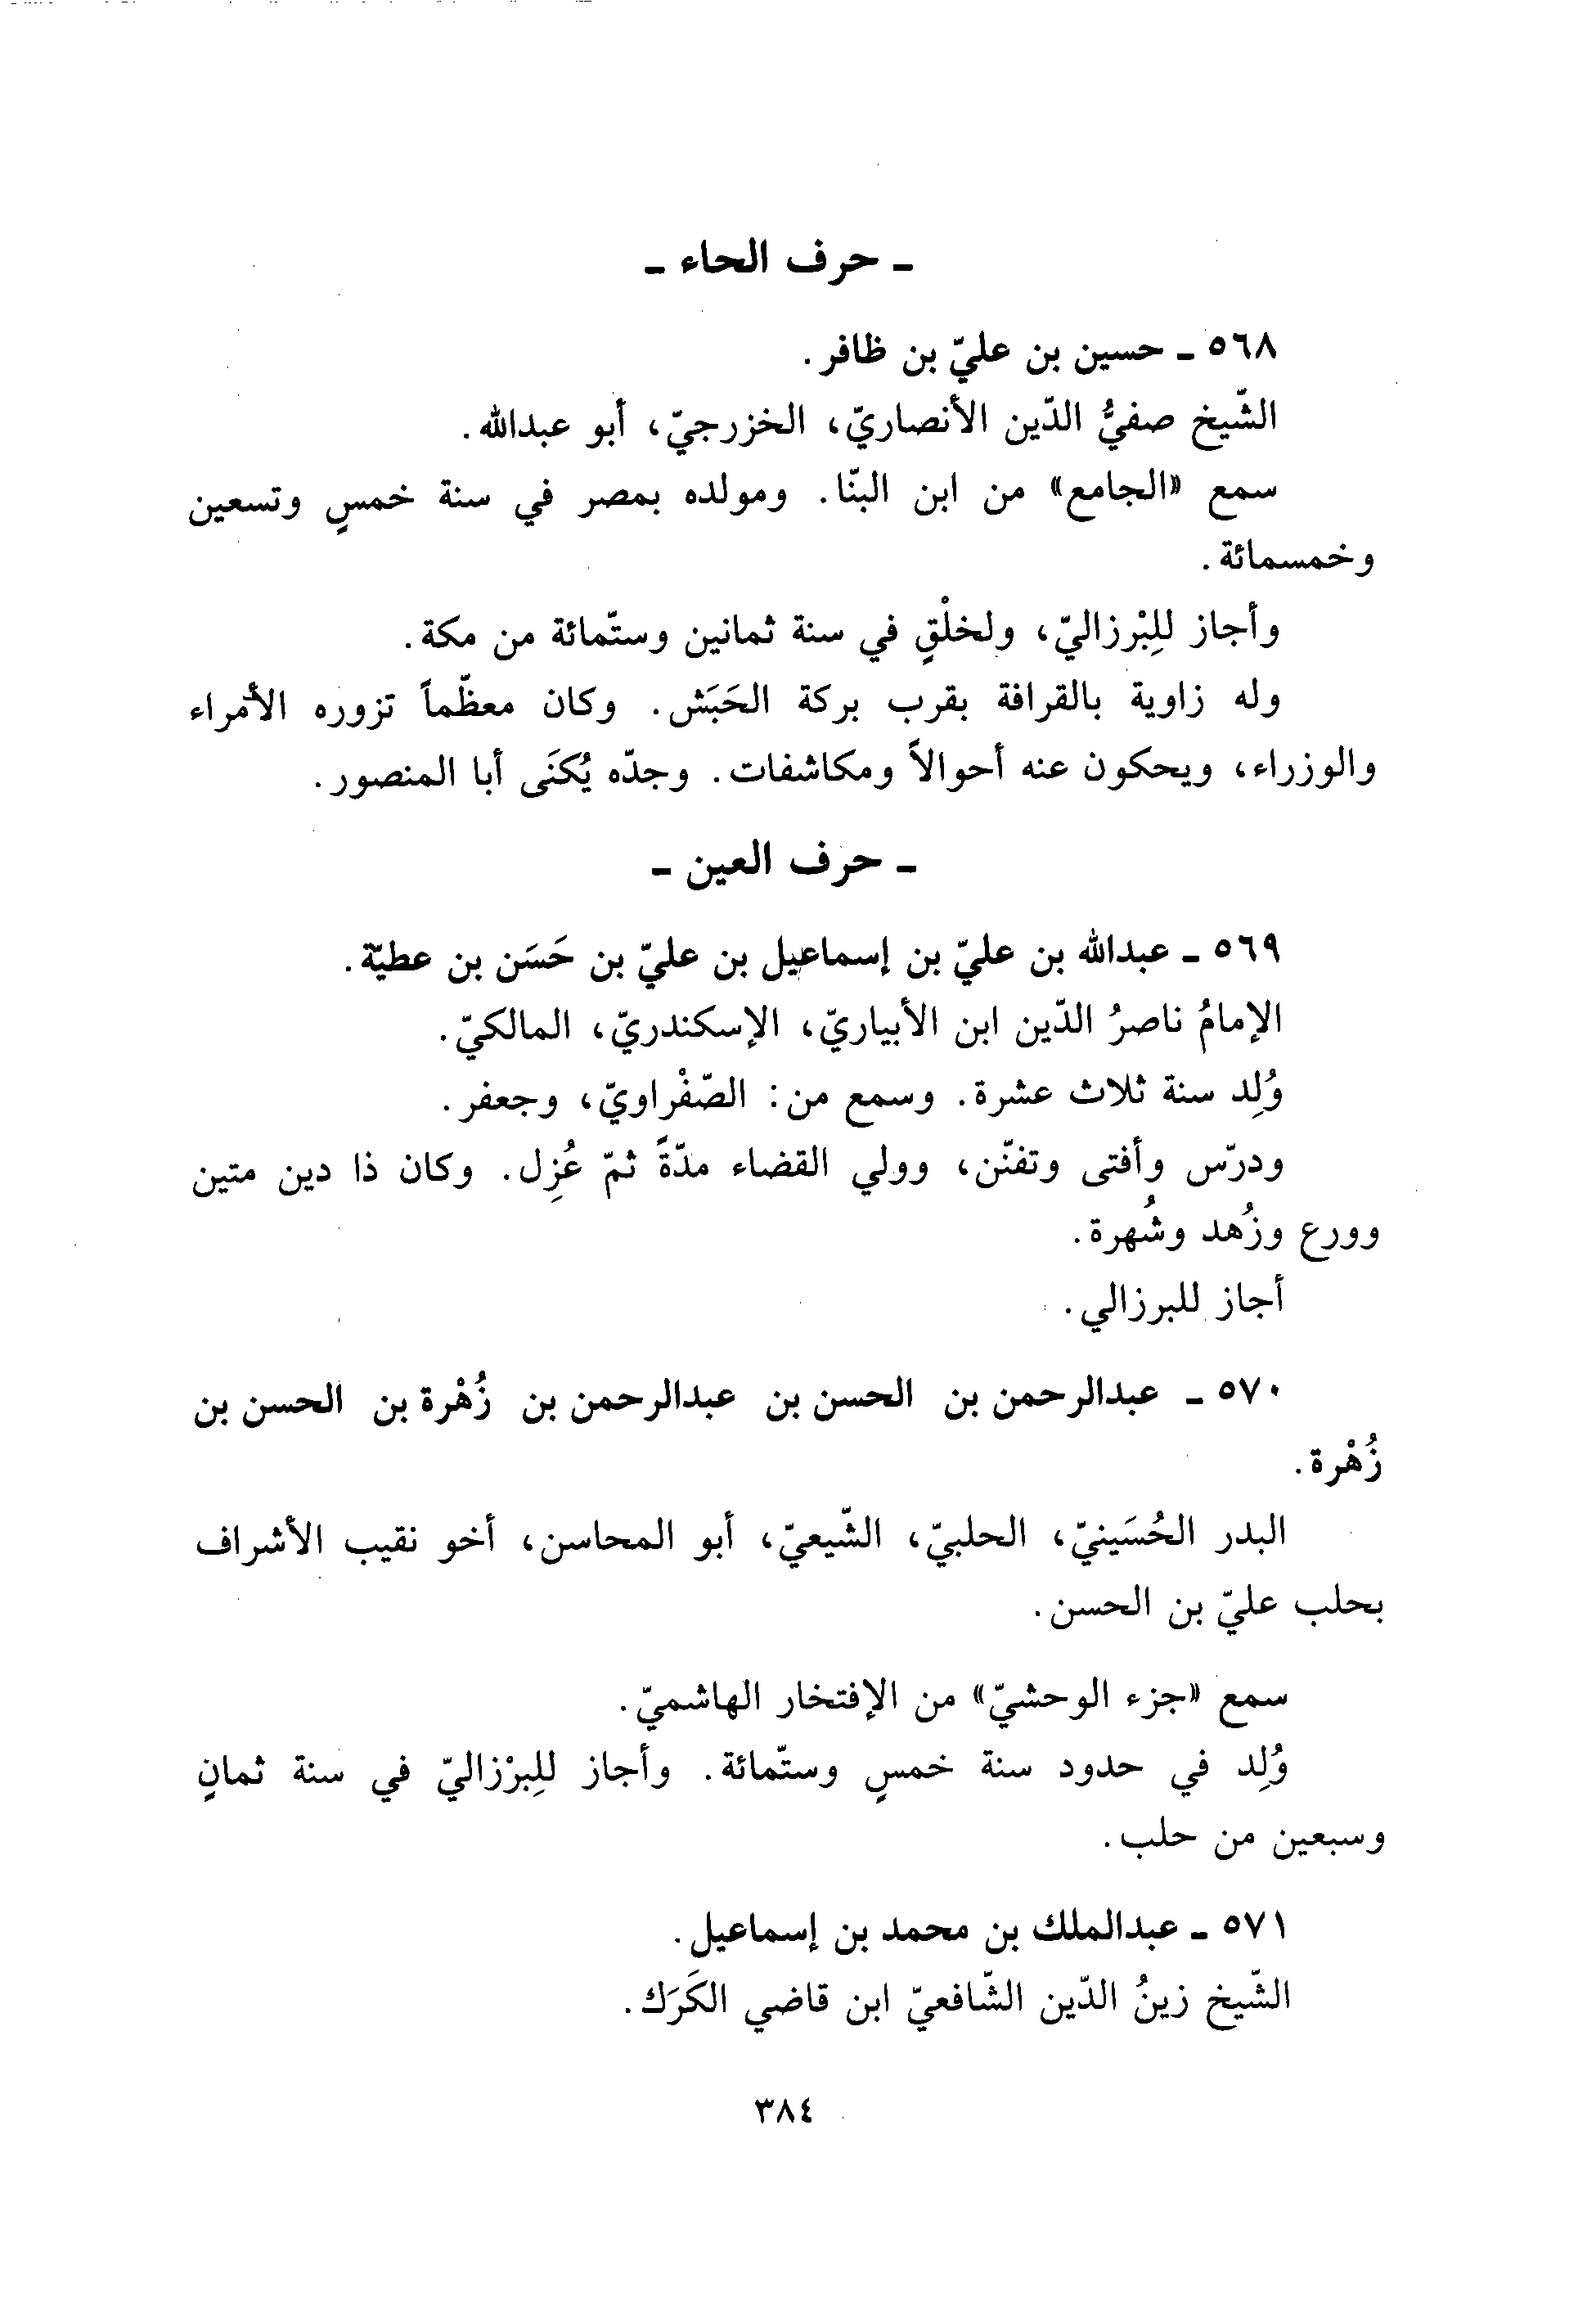 ـ حرف الحاء ـ
٥٦٨ ـ حسين بن عليّ بن ظافر.
الشّيخ صفيُّ الدّين الأنصاريّ، الخزرجيّ، أبو عبدالله.
سمع «الجامع» من ابن البنّا. ومولده بمصر في سنة خمسٍ وتسعين
وخمسمائة.
وأجاز للِبْرزاليّ، ولخلْقٍ في سنة ثمانين وستّمائة من مكة.
وله زاوية بالقرافة بقرب بركة الحَبَش. وكان معظّماً تزوره الأمراء
والوزراء، ويحكون عنه أحوالاً ومكاشفات. وجدّه يُكنَى أبا المنصور.
ـ حرف العين ـ
٥٦٩ ـ عبدالله بن عليّ بن إسماعيل بن عليّ بن حَسَن بن عطيّة.
الإمامُ ناصرُ الدّين ابن الأبياريّ، الإسكندريّ، المالكيّ.
وُلِد سنة ثلاث عشرة. وسمع من: الصّفْراويّ، وجعفر.
ودرّس وأفتى وتفنّن، وولي القضاء مدّةً ثمّ عُزِل. وكان ذا دين متين
وورع وزُهد وشُهرة.
أجاز للبرزالي.
٥٧٠ ـ عبدالرحمن بن الحسن بن عبدالرحمن بن زُهْرة بن الحسن بن
زُهْرة.
البدر الحُسَينيّ، الحلبيّ، الشّيعيّ، أبو المحاسن، أخو نقيب الأشراف
بحلب عليّ بن الحسن.
سمع «جزء الوحشيّ» من الإفتخار الهاشميّ.
وُلِد في حدود سنة خمسٍ وستّمائة. وأجاز للِبرْزاليّ في سنة ثمانٍ
وسبعين من حلب.
٥٧١ ـ عبدالملك بن محمد بن إسماعيل.
الشّيخ زينُ الدّين الشّافعيّ ابن قاضي الكَرَك.
٣٨٤